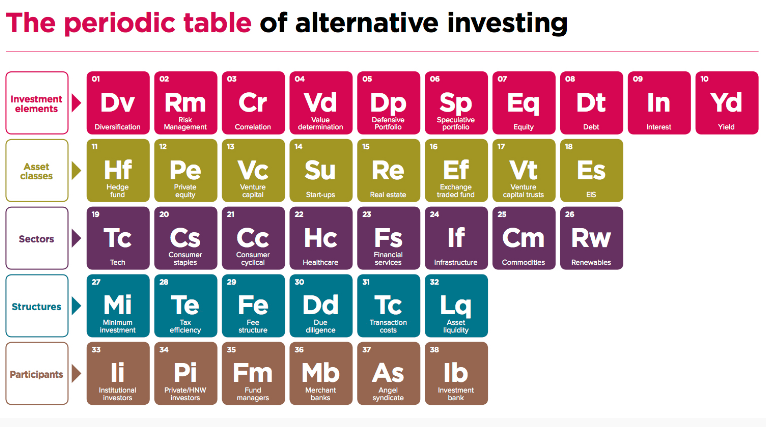 The periodic table of alternative investing
Investment
elements
01
Dv
Diversification
02
Rm
Risk
Management
03
Cr
Correlation
04
Vd
Value
determination
05
Dp
Defensive
Portfolio
06
Sp
Speculative
portfolio
07
Eq
Equity
08
Dt
Debt
09
In
Interest
10
Yd
Yield
Asset
classes
11
Hf
Hedge
fund
12
Pe
Private
equity
13
Vc
Venture
capital
14
Su
Start-ups
15
Re
Real estate
16
Ef
Exchange
traded fund
17
Vt
Venture
capital trusts
18
Es
EIS
Sectors
19
Tc
Tech
20
Cs
Consumer
staples
21
Cc
Consumer
cyclical
22
Hc
Healthcare
23
Fs
Financial
services
24
If
Infrastructure
25
Cm
Commodities
26
Rw
Renewables
Structures
27
Mi
Minimum
investment
28
Te
Tax
efficiency
29
Fe
Fee
structure
30
Dd
Due
diligence
31
Tc
Transaction
costs
32
Lq
Asset
liquidity
Participants
33
Ii
Institutional
investors
34
Pi
Private/HNW
investors
35
Fm
Fund
managers
36
Mb
Merchant
banks
37
As
Angel
syndicate
38
Ib
Investment
bank